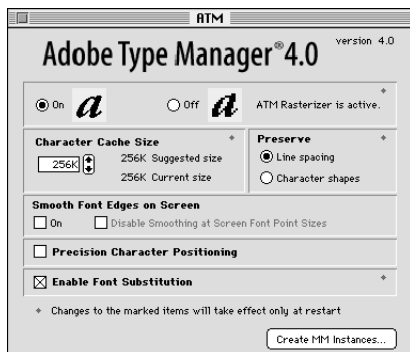 ATM
Adobe Type Manager®4.0
version 4.0
On a Off a ATM Rasterizer is active.
Character Cache Size
256K
256K Suggested size
256K Current size
Preserve
Line spacing
Character shapes
Smooth Font Edges on Screen
On Disable Smoothing at Screen Font Point Sizes
Precision Character Positioning
Enable Font Substitution
Changes to the marked items will take effect only at restart
Create MM Instances...